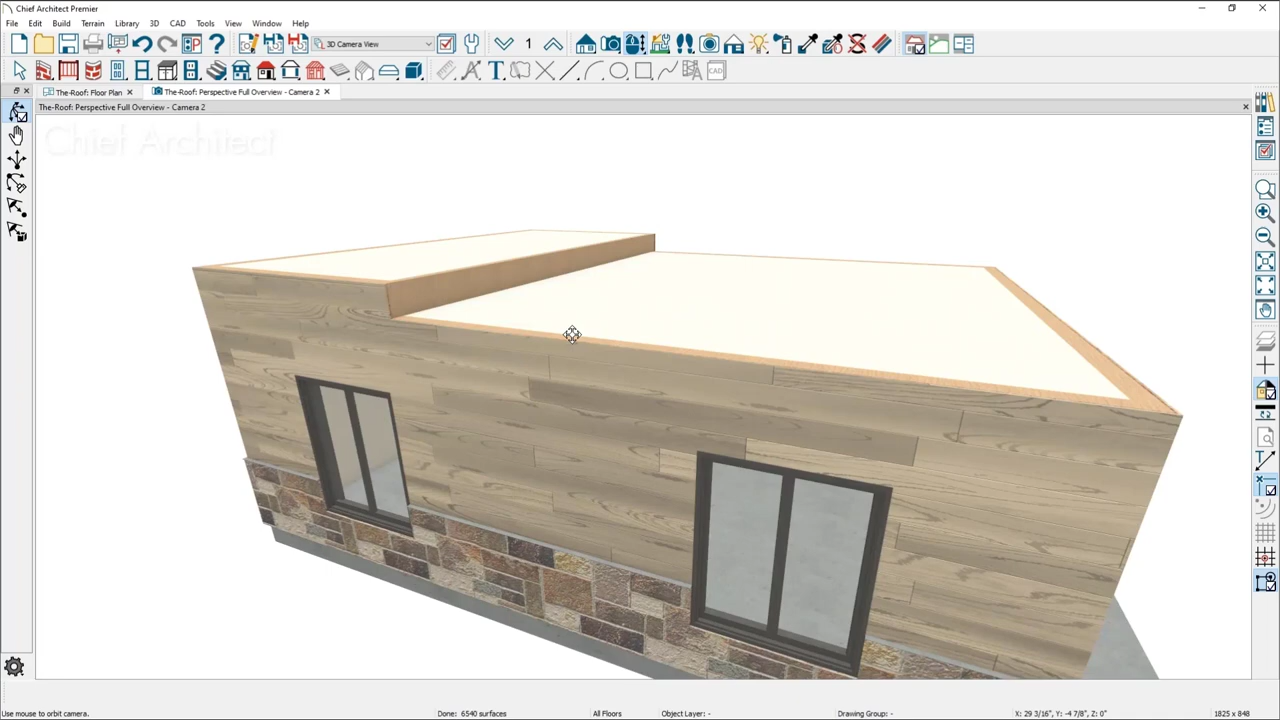 Chief Architect Premier
File Edit Build Terrain Library 3D CAD Tools View Window Help
3D Camera View
1
CAD
The-Roof: Floor Plan
The-Roof: Perspective Full Overview - Camera 2
The-Roof: Perspective Full Overview - Camera 2
Chief Architect
Use mouse to orbit camera.
Done: 6540 surfaces
All Floors
Object Layer: -
Drawing Group: -
X: 29 3/16", Y: -4 7/8", Z: 0"
1825 x 848